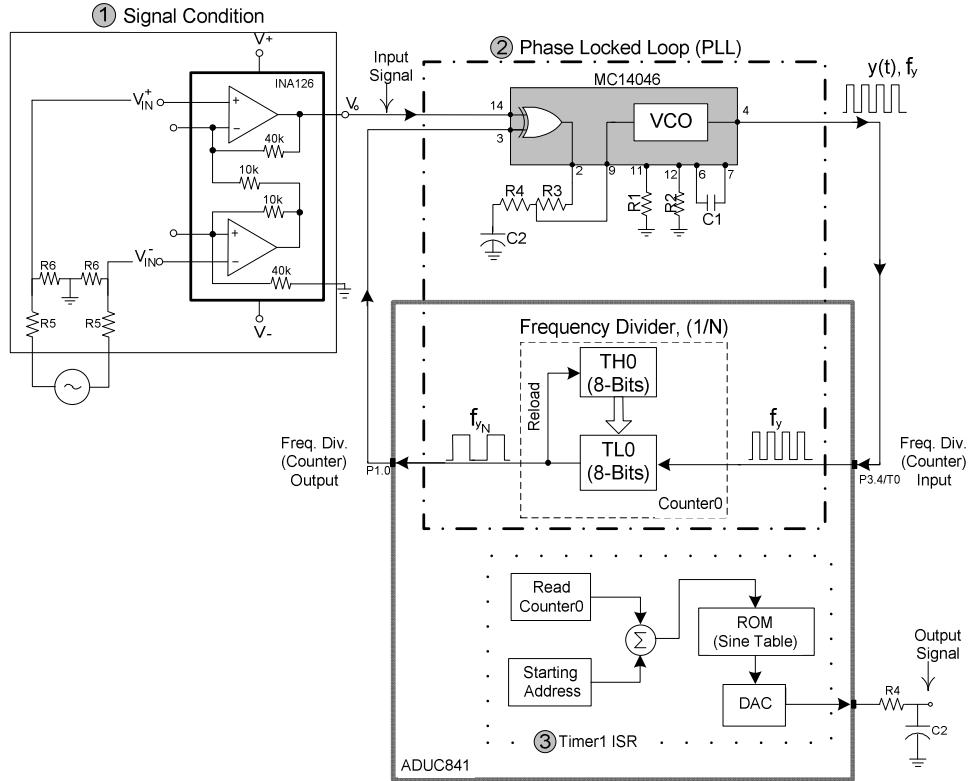 1 Signal Condition
V+
INA126
V+IN
+
−
40k
10k
10k
+
−
40k
V-IN
V-
R6
R6
R5
R5
Vo
Input
Signal
2 Phase Locked Loop (PLL)
MC14046
14
3
VCO
4
2
9
11
12
6
7
R4
R3
R1
R2
C1
C2
y(t), fy
Frequency Divider, (1/N)
TH0
(8-Bits)
Reload
TL0
(8-Bits)
Counter0
fyN
fy
Freq. Div.
(Counter)
Output
P1.0
Freq. Div.
(Counter)
Input
P3.4/T0
Read
Counter0
Starting
Address
Σ
ROM
(Sine Table)
DAC
3 Timer1 ISR
ADUC841
Output
Signal
R4
C2